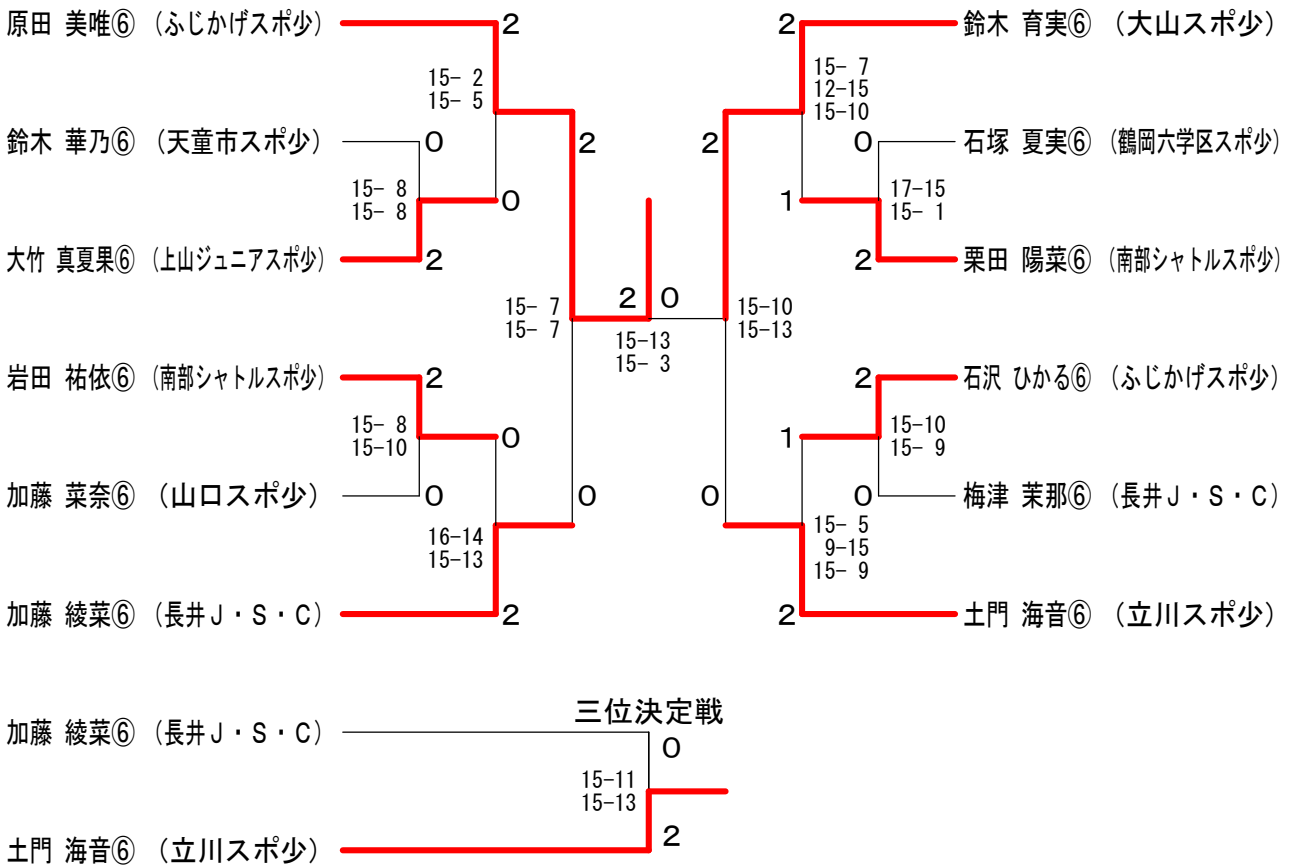 原田 美唯⑥ (ふじかげスポ少) 2 2 鈴木 育実⑥ (大山スポ少)
15- 2 15- 7
15- 5 12-15
15-10
鈴木 華乃⑥ (天童市スポ少) 0 2 2 0 石塚 夏実⑥ (鶴岡六学区スポ少)
15- 8 17-15
15- 8 0 1 15- 1
大竹 真夏果⑥ (上山ジュニアスポ少) 2 2 栗田 陽菜⑥ (南部シャトルスポ少)
15- 7 2 0 15-10
15- 7 15-13 15-13
15- 3
岩田 祐依⑥ (南部シャトルスポ少) 2 2 石沢 ひかる⑥ (ふじかげスポ少)
15- 8 15-10
15-10 0 1 15- 9
加藤 菜奈⑥ (山口スポ少) 0 0 0 0 梅津 茉那⑥ (長井J・S・C)
16-14 15- 5
15-13 9-15
15- 9
加藤 綾菜⑥ (長井J・S・C) 2 2 土門 海音⑥ (立川スポ少)
三位決定戦
加藤 綾菜⑥ (長井J・S・C) 0
15-11
15-13
土門 海音⑥ (立川スポ少) 2